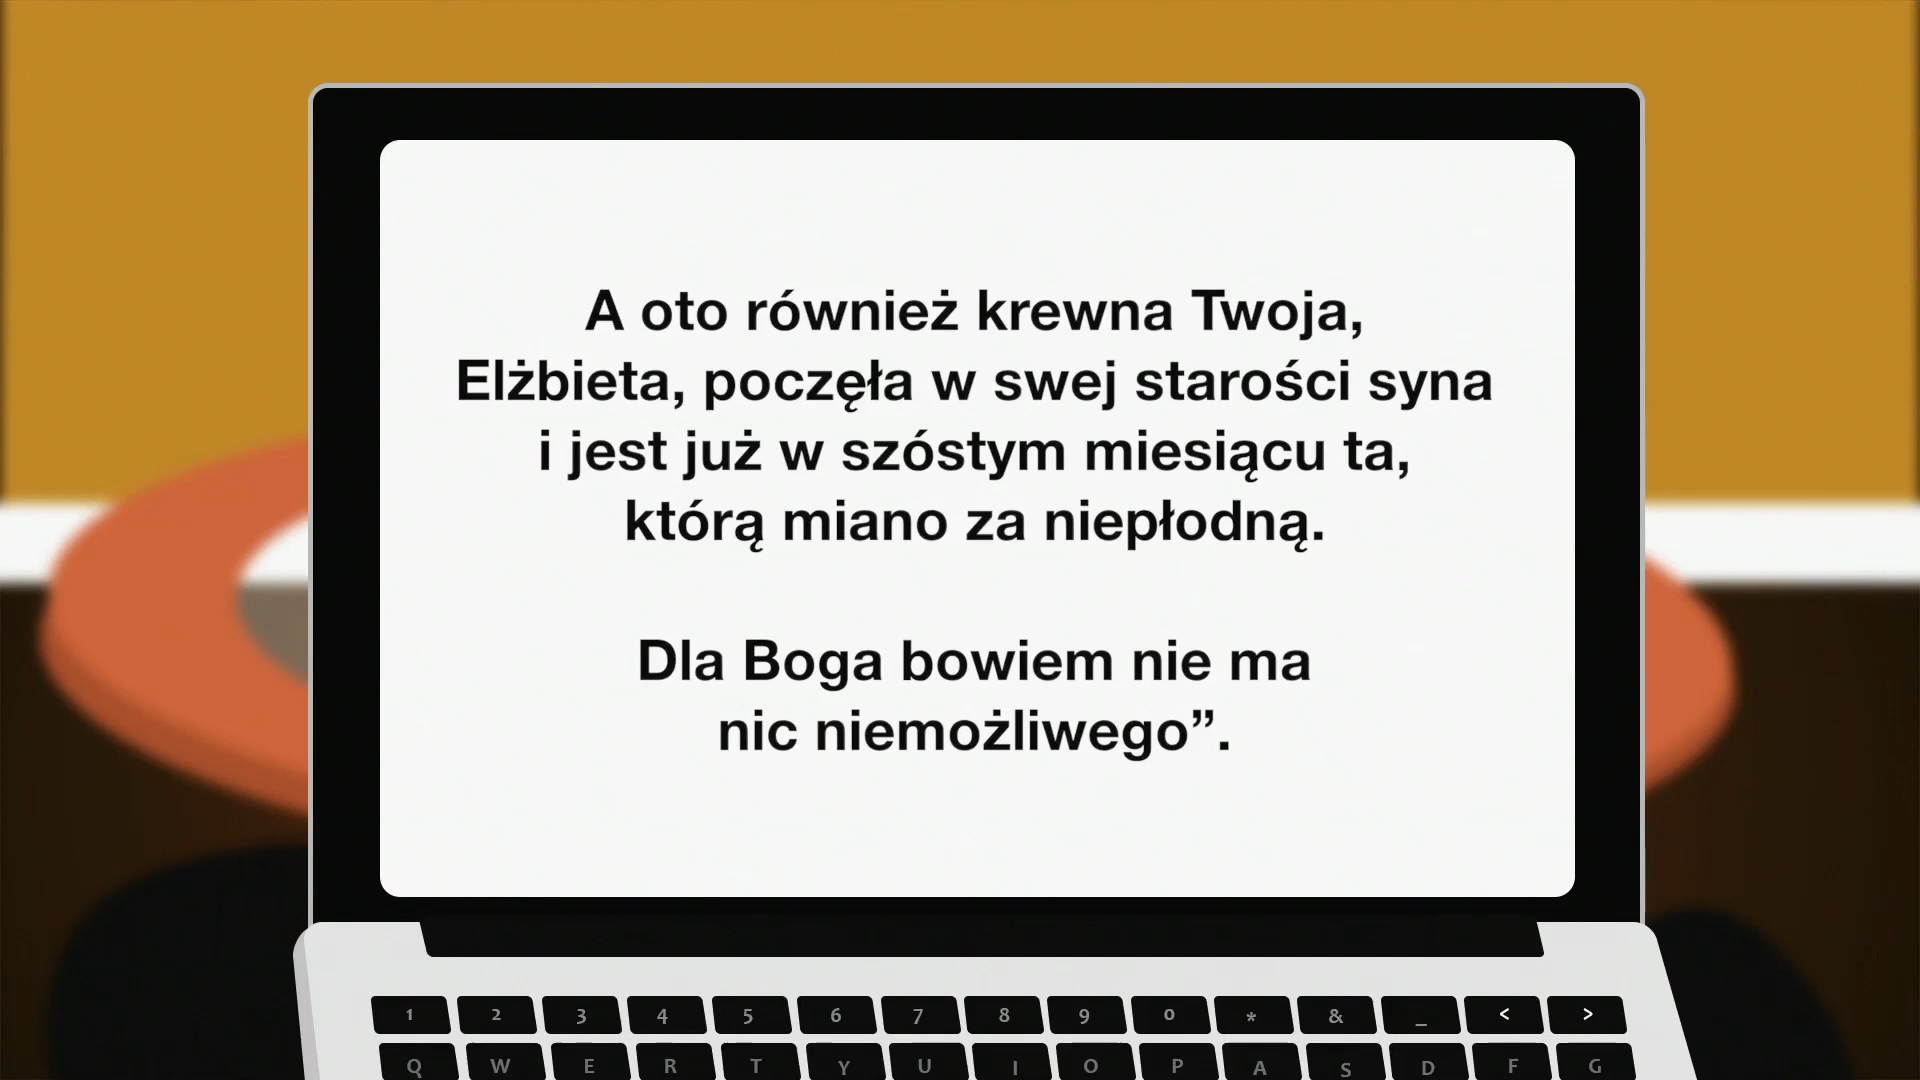 A oto również krewna Twoja,
Elżbieta, poczęła w swej starości syna
i jest już w szóstym miesiącu ta,
którą miano za niepłodną.
Dla Boga bowiem nie ma
nic niemożliwego”.
1 2 3 4 5 6 7 8 9 0 * & _ < >
Q W E R T Y U I O P A S D F G